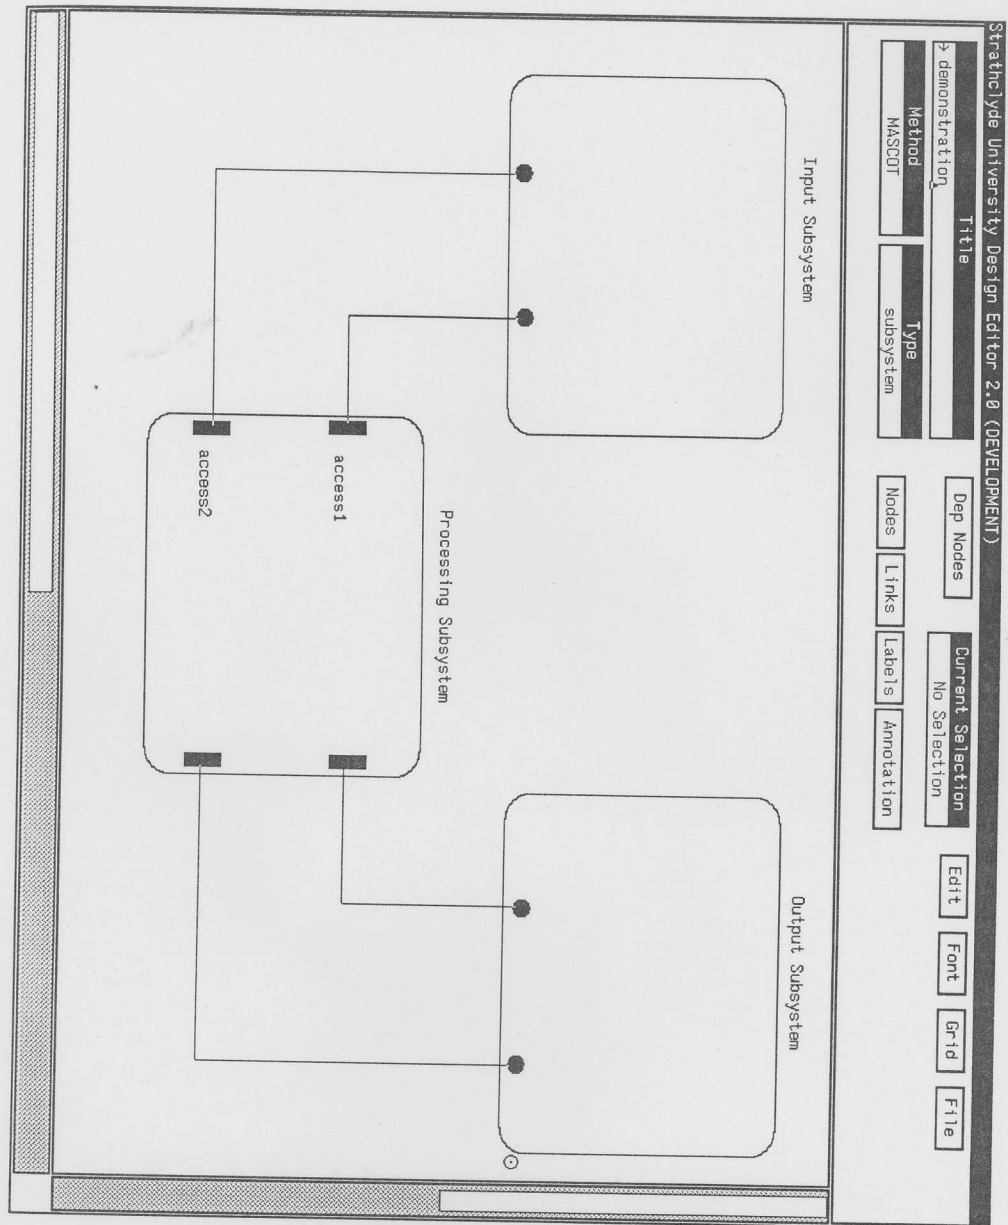 Strathclyde University Design Editor 2.0 (DEVELOPMENT)
Title
> demonstration
Method
MASCOT
Type
subsystem
Dep Nodes
Nodes
Links
Labels
Annotation
Current Selection
No Selection
Edit
Font
Grid
File
Input Subsystem
Output Subsystem
Processing Subsystem
access1
access2